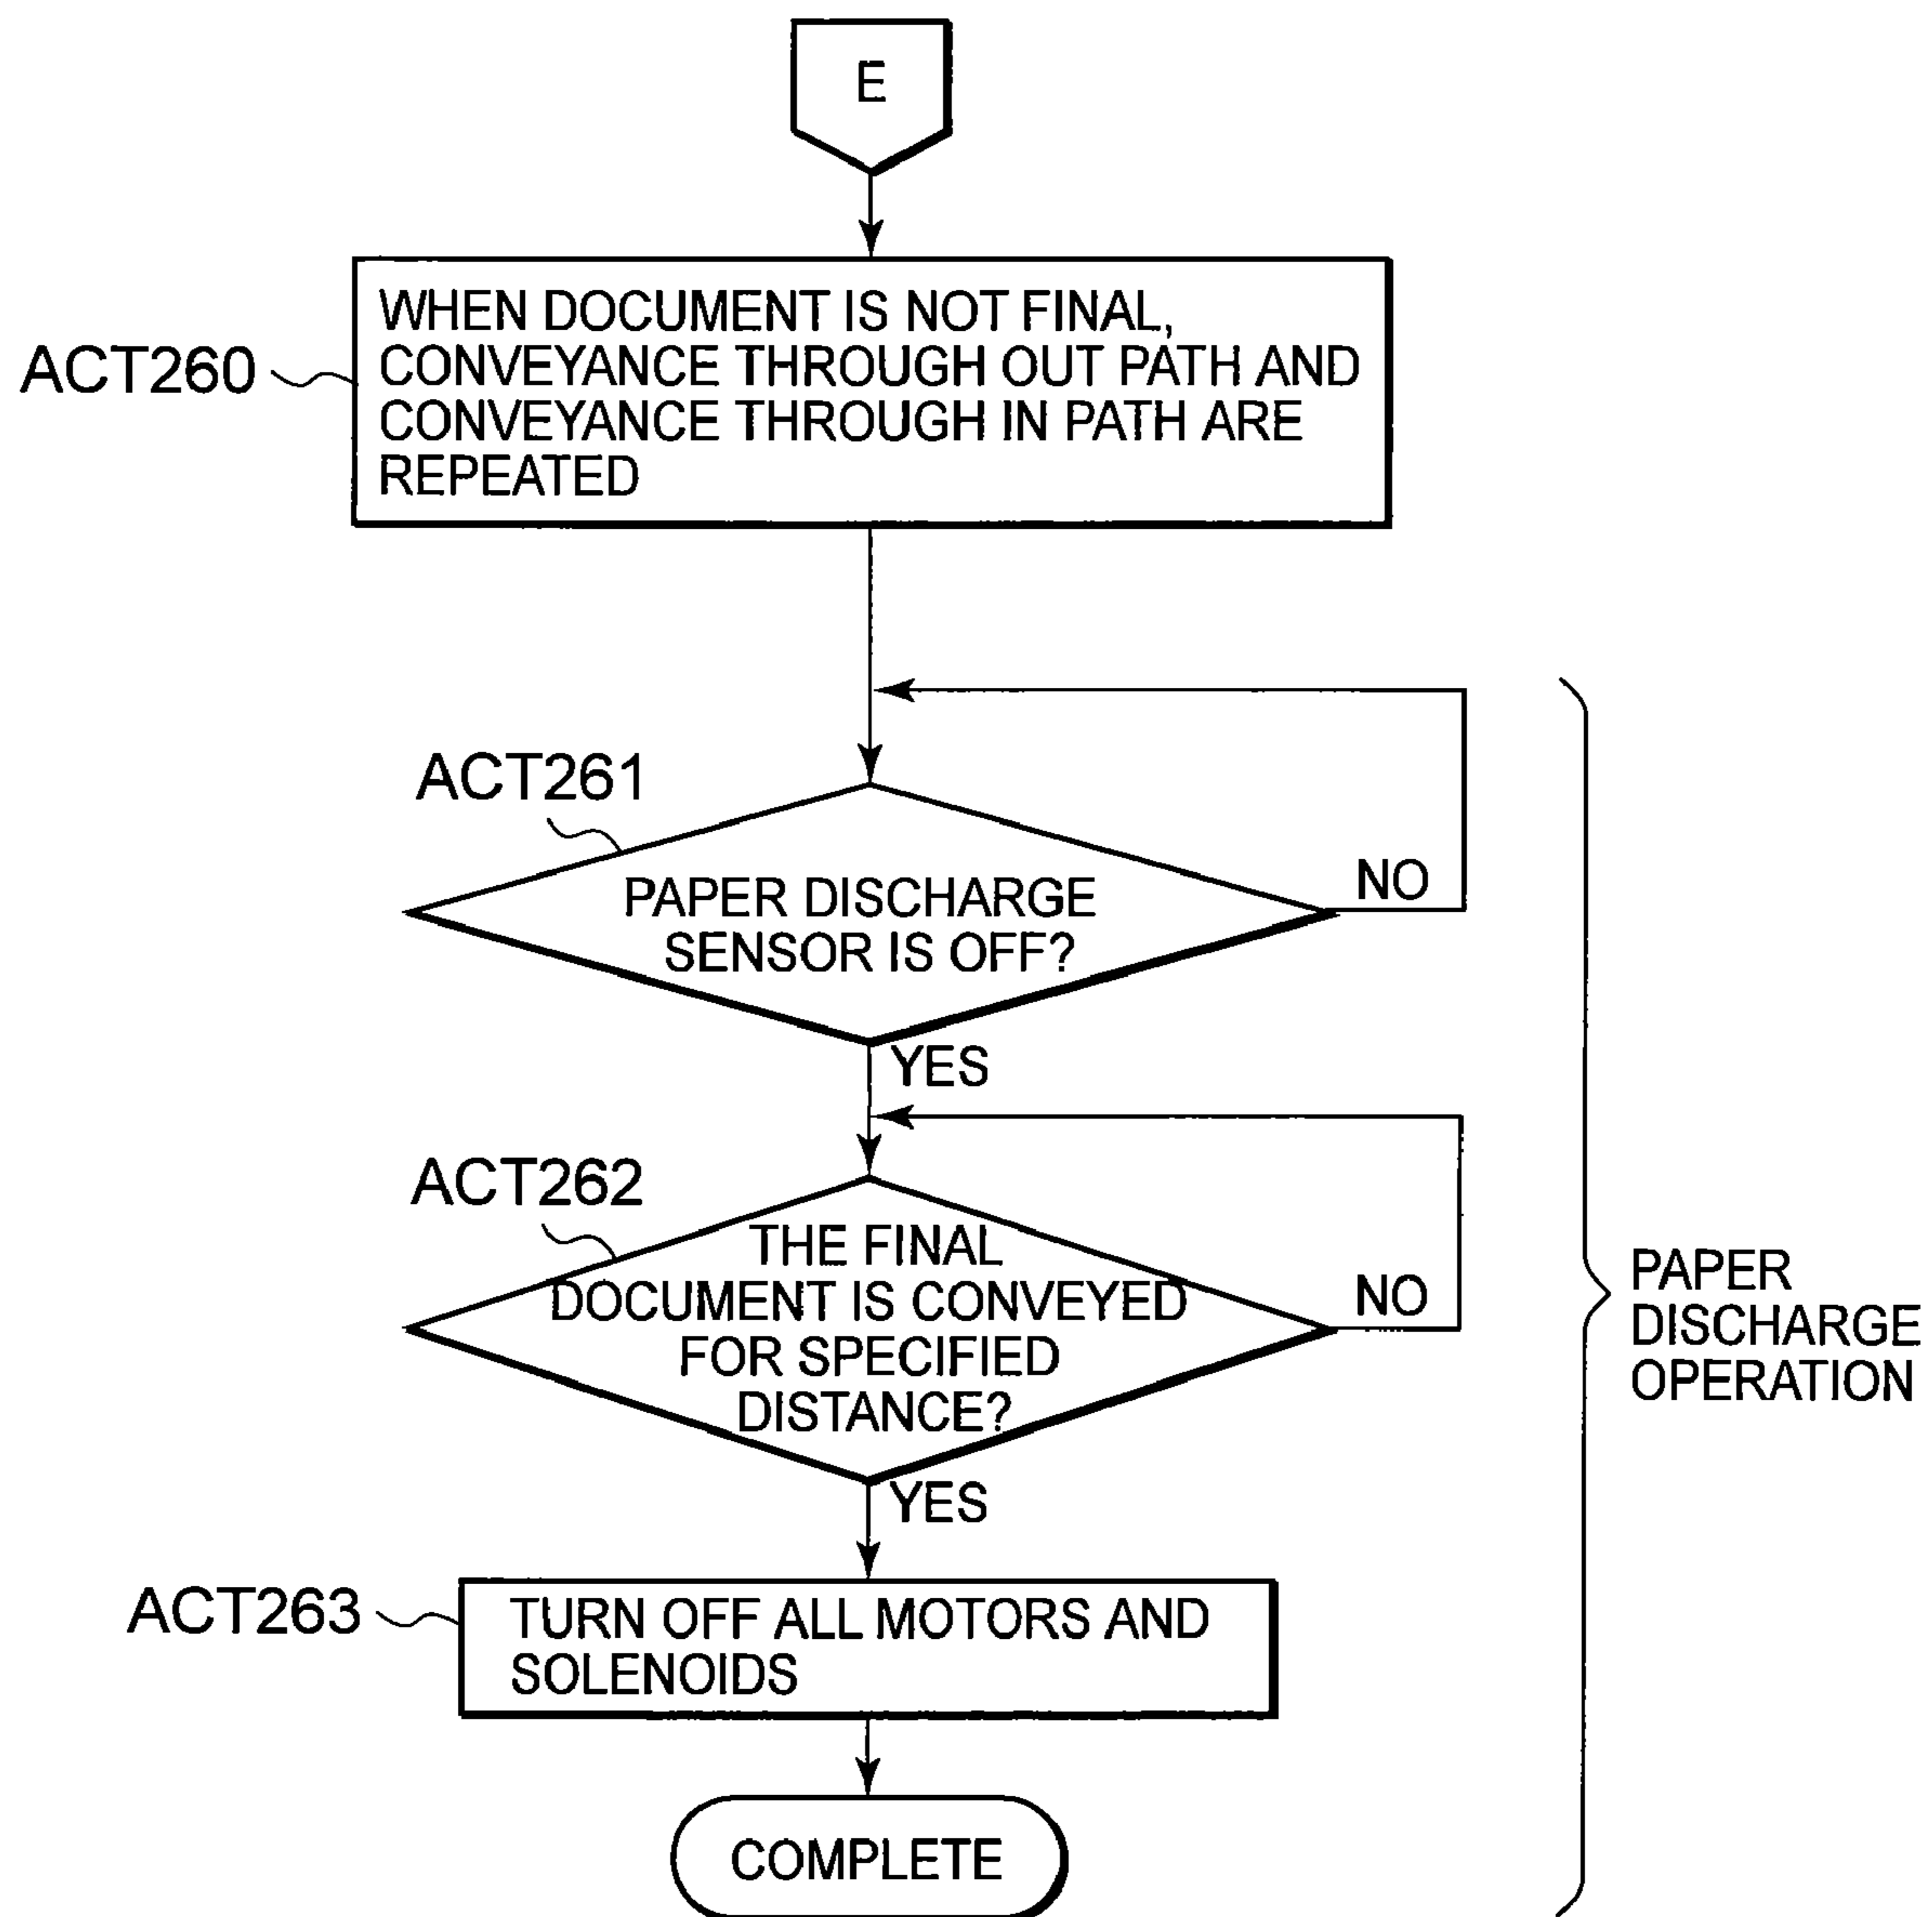 E
ACT260
WHEN DOCUMENT IS NOT FINAL,
CONVEYANCE THROUGH OUT PATH AND
CONVEYANCE THROUGH IN PATH ARE
REPEATED
ACT261
PAPER DISCHARGE
SENSOR IS OFF?
NO
YES
ACT262
THE FINAL
DOCUMENT IS CONVEYED
FOR SPECIFIED
DISTANCE?
NO
YES
ACT263
TURN OFF ALL MOTORS AND
SOLENOIDS
COMPLETE
PAPER
DISCHARGE
OPERATION